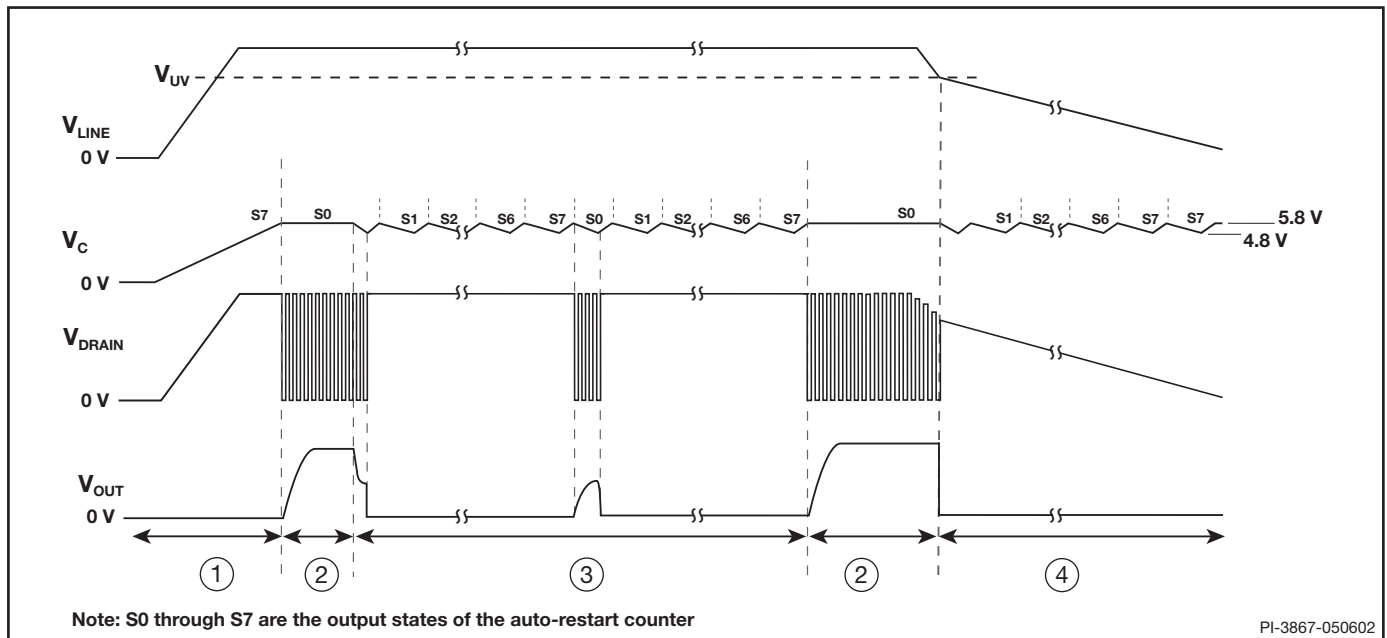 VUV
VLINE
0 V
S7 S0 S1 S2 S6 S7 S0 S1 S2 S6 S7 S0 S1 S2 S6 S7 S7
5.8 V
4.8 V
VC
0 V
VDRAIN
0 V
VOUT
0 V
1 2 3 2 4
Note: S0 through S7 are the output states of the auto-restart counter
PI-3867-050602